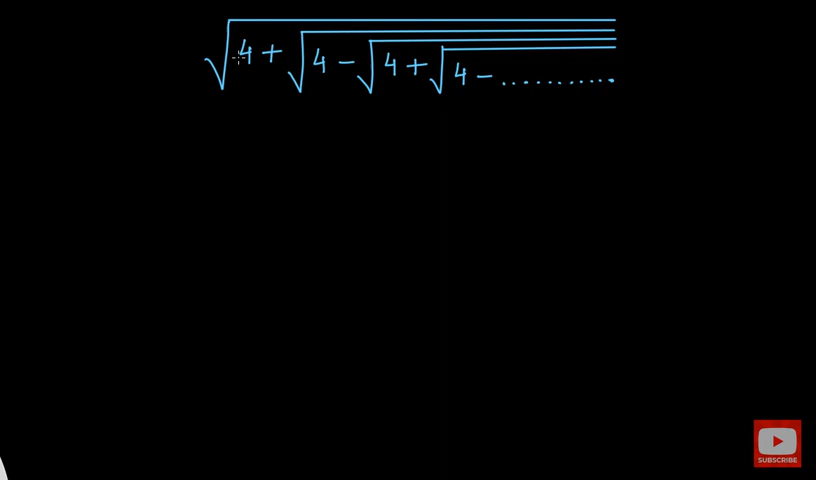 √4 + √4 − √4 + √4 − ...........
SUBSCRIBE